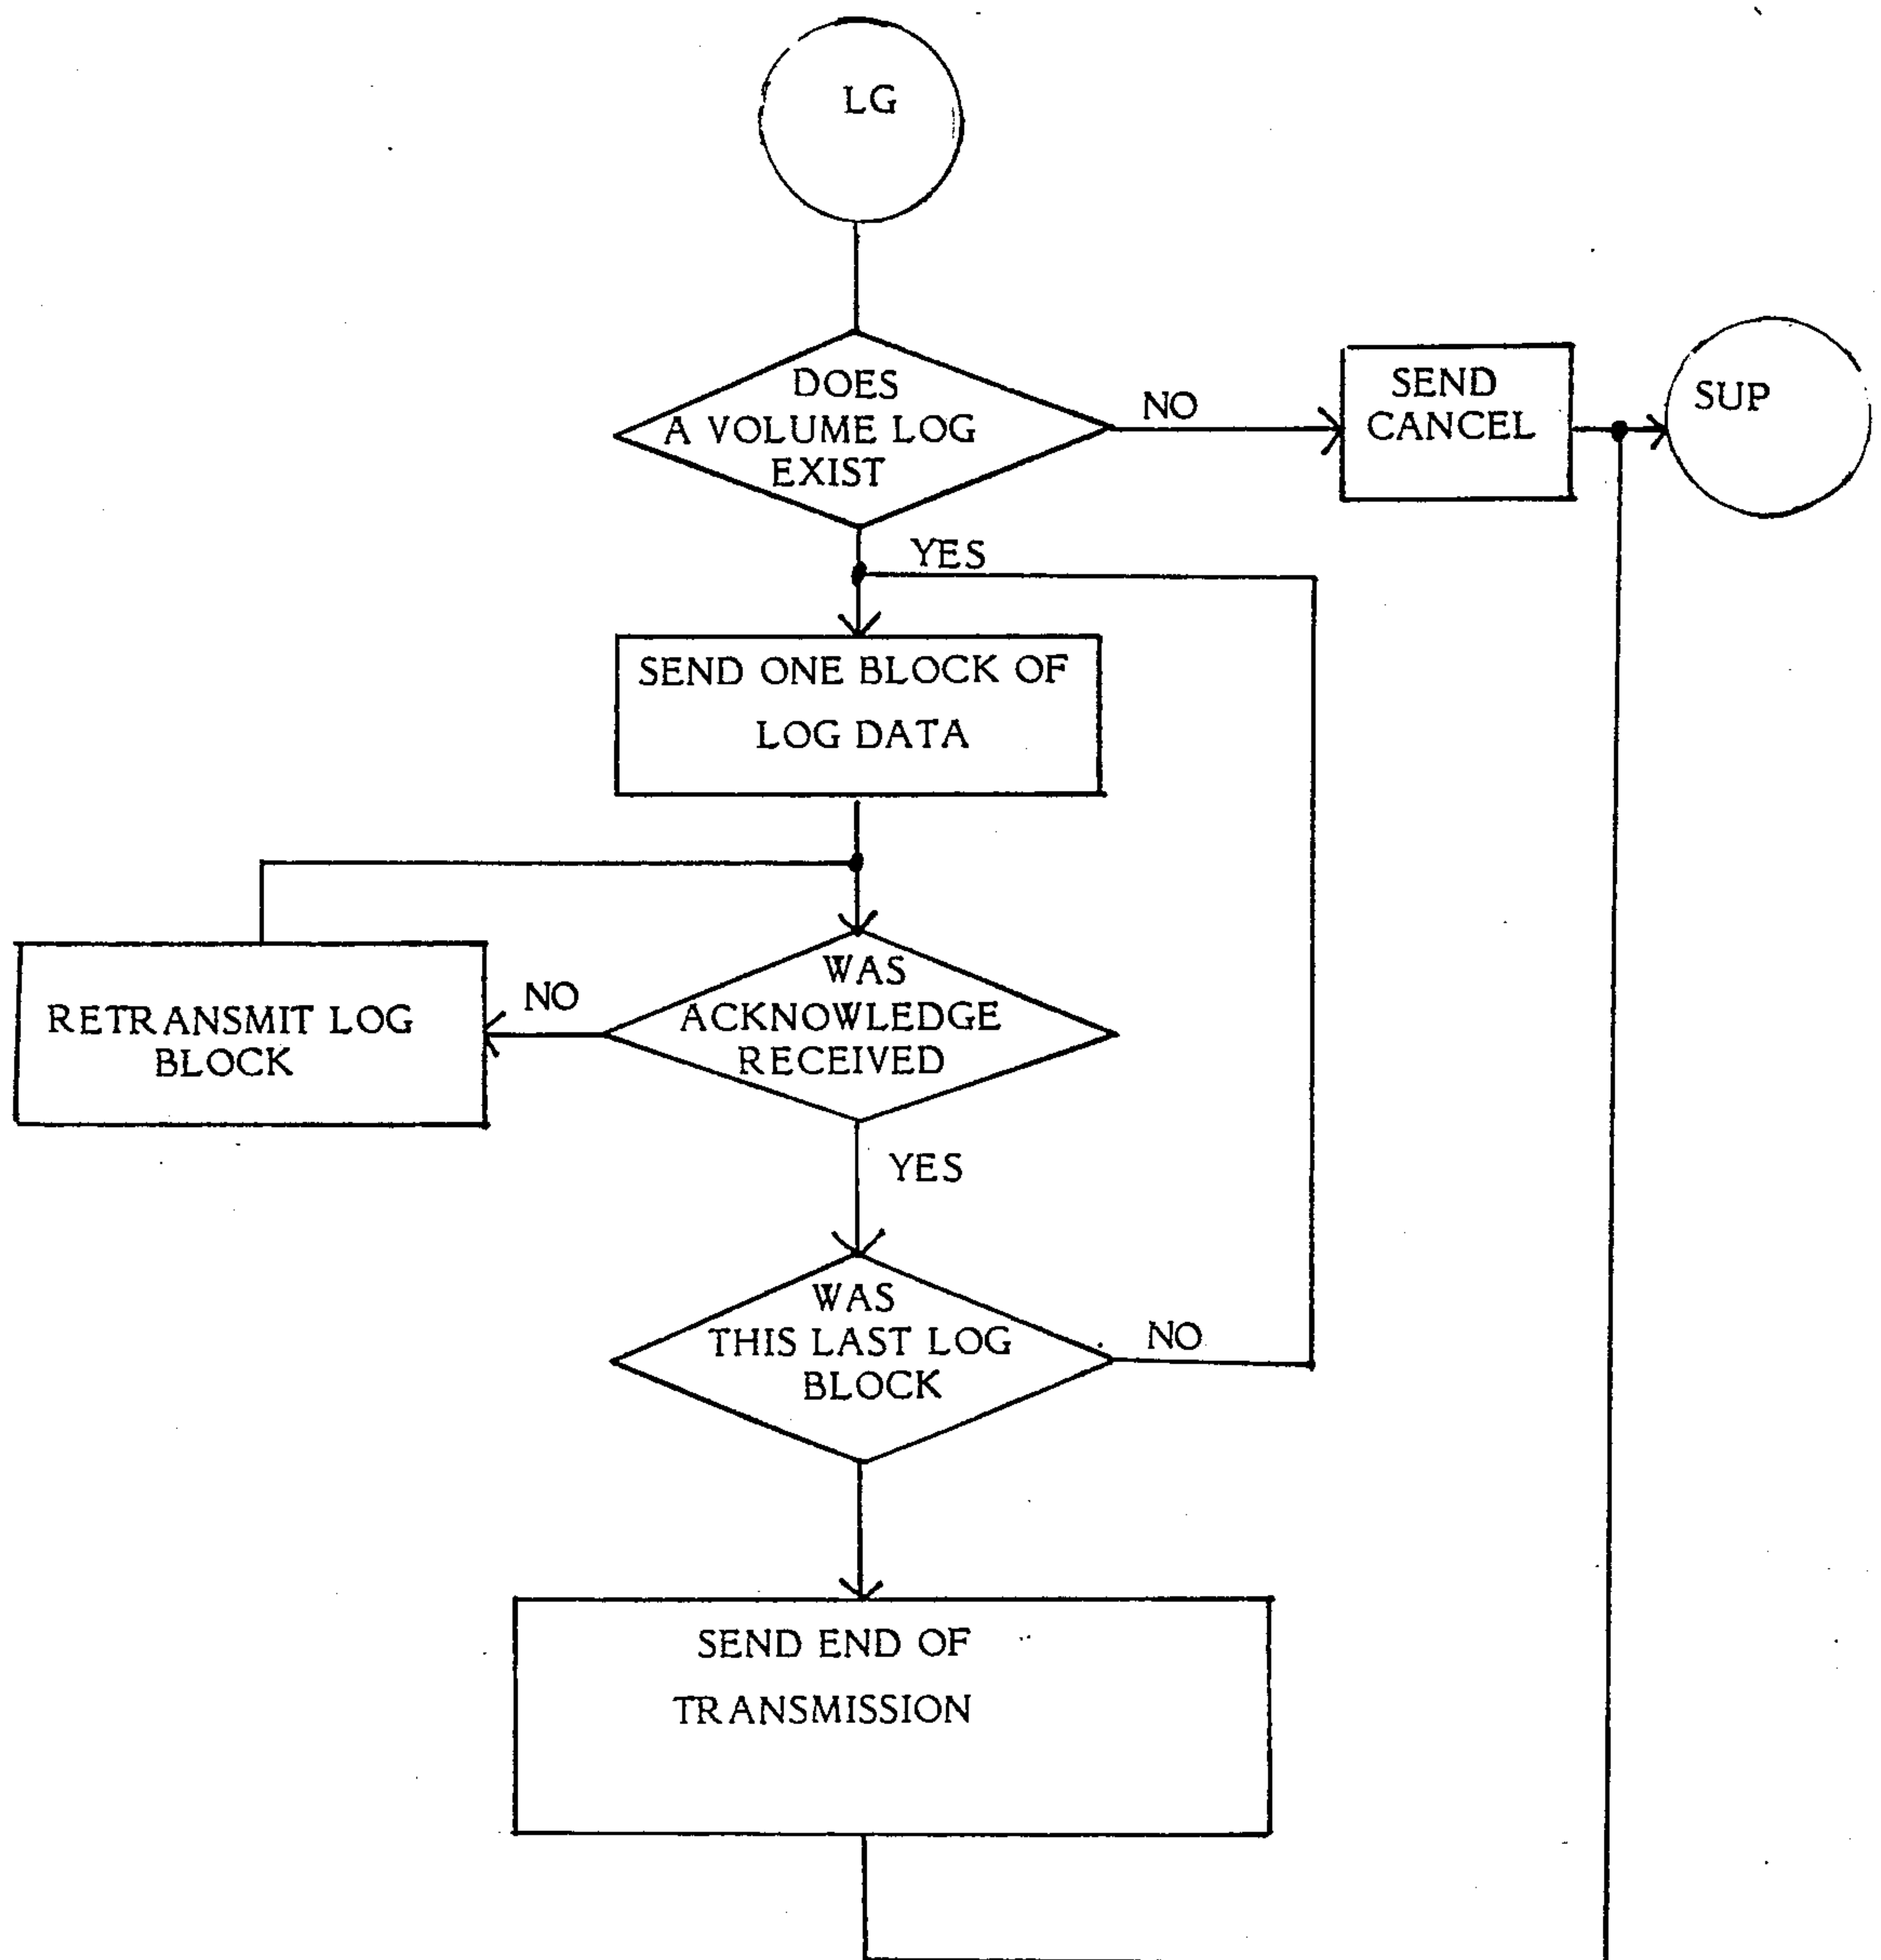 LG
DOES
A VOLUME LOG
EXIST
NO
SEND
CANCEL
SUP
YES
SEND ONE BLOCK OF
LOG DATA
WAS
ACKNOWLEDGE
RECEIVED
NO
RETRANSMIT LOG
BLOCK
YES
WAS
THIS LAST LOG
BLOCK
NO
SEND END OF
TRANSMISSION